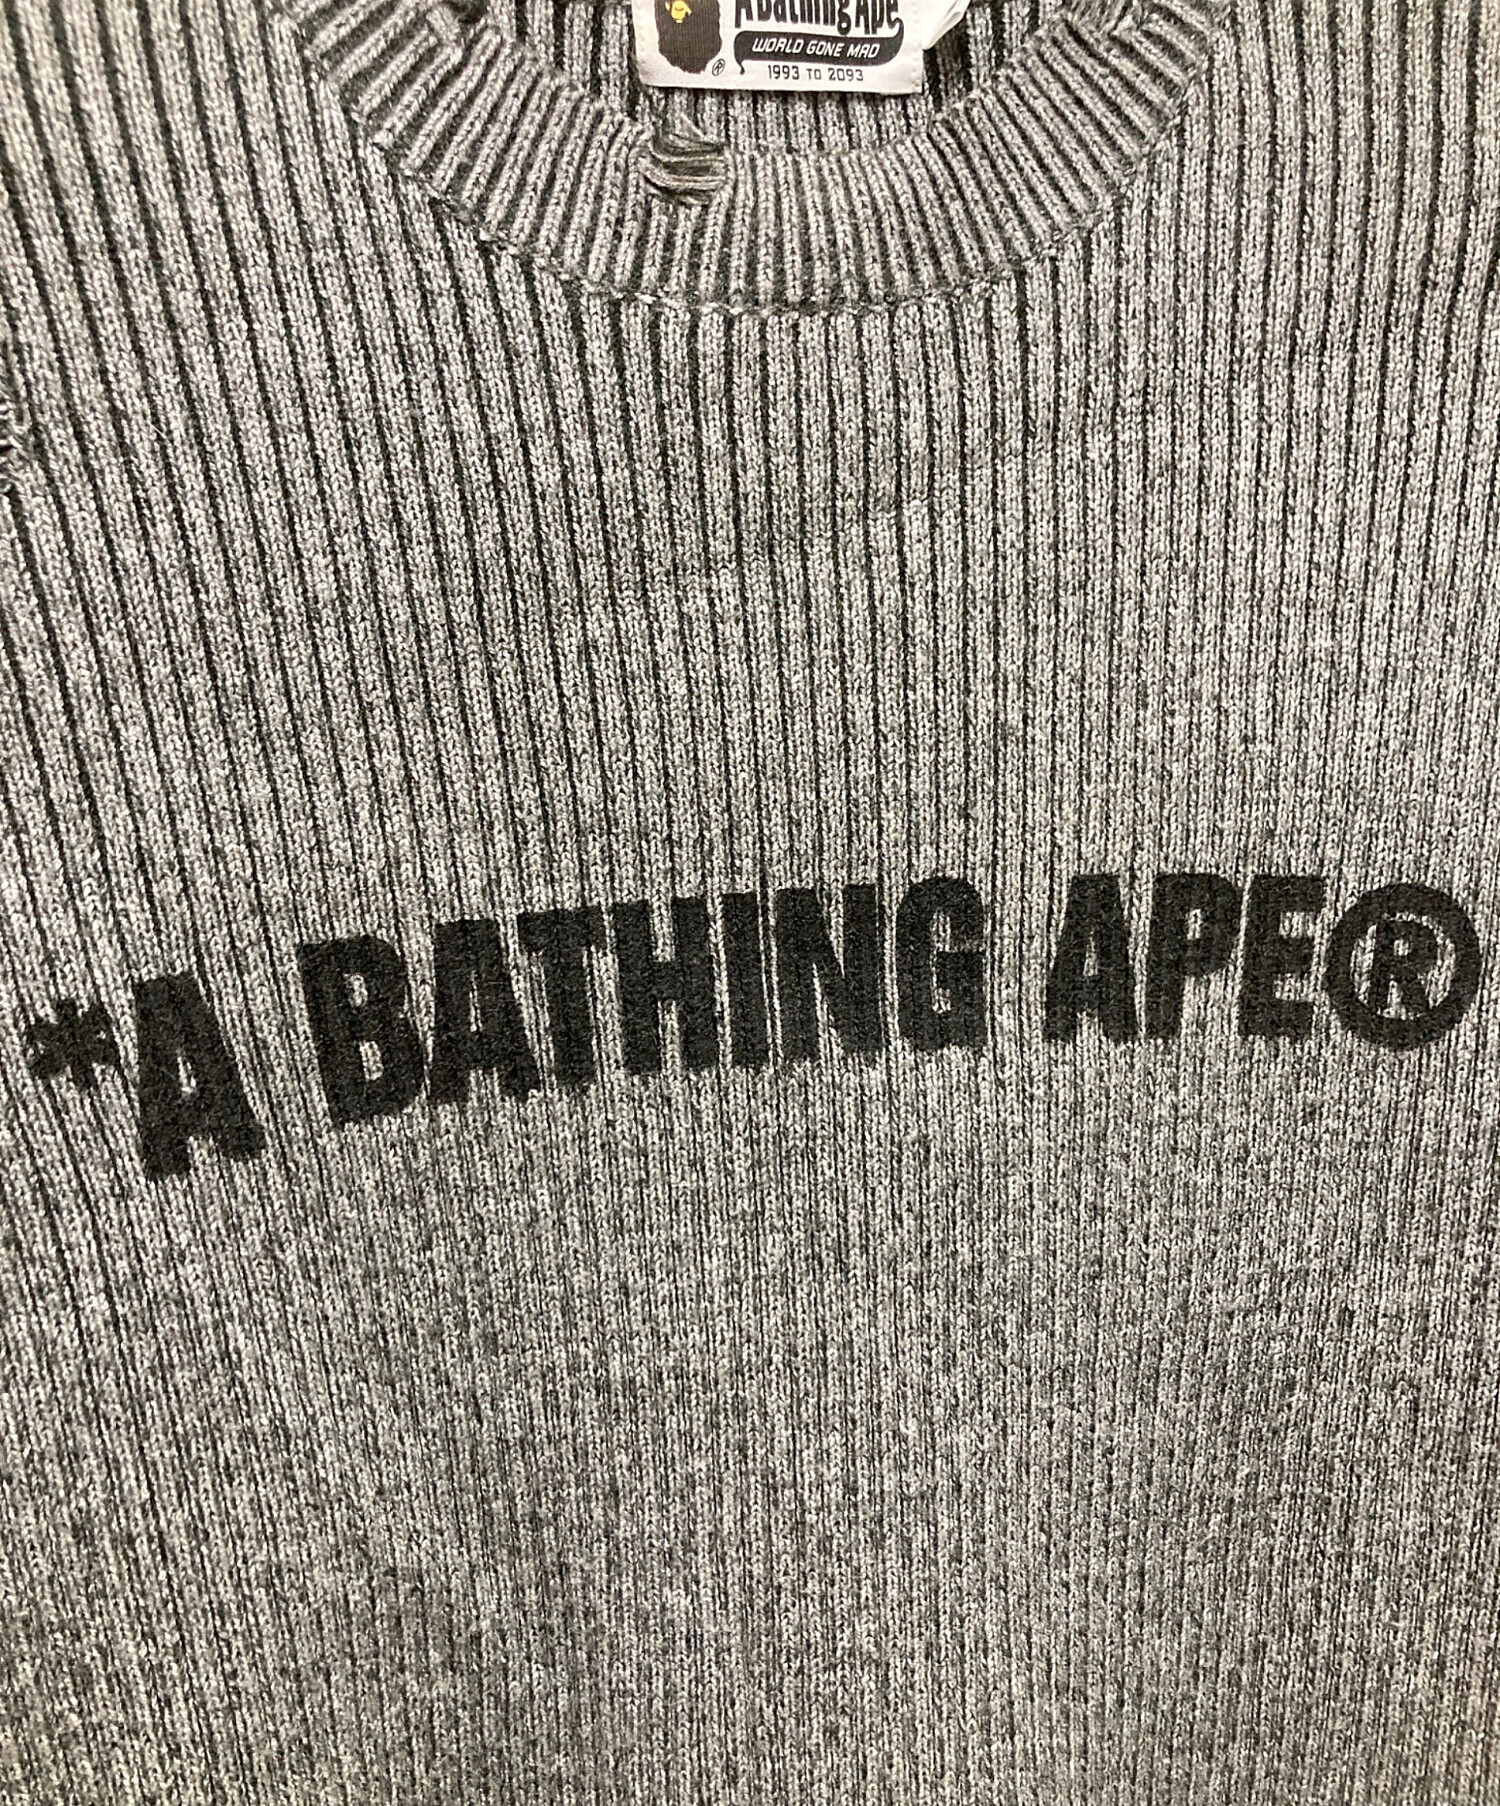 A Bathing Ape
WORLD GONE MAD
®
1993 TO 2093
*A BATHING APE®